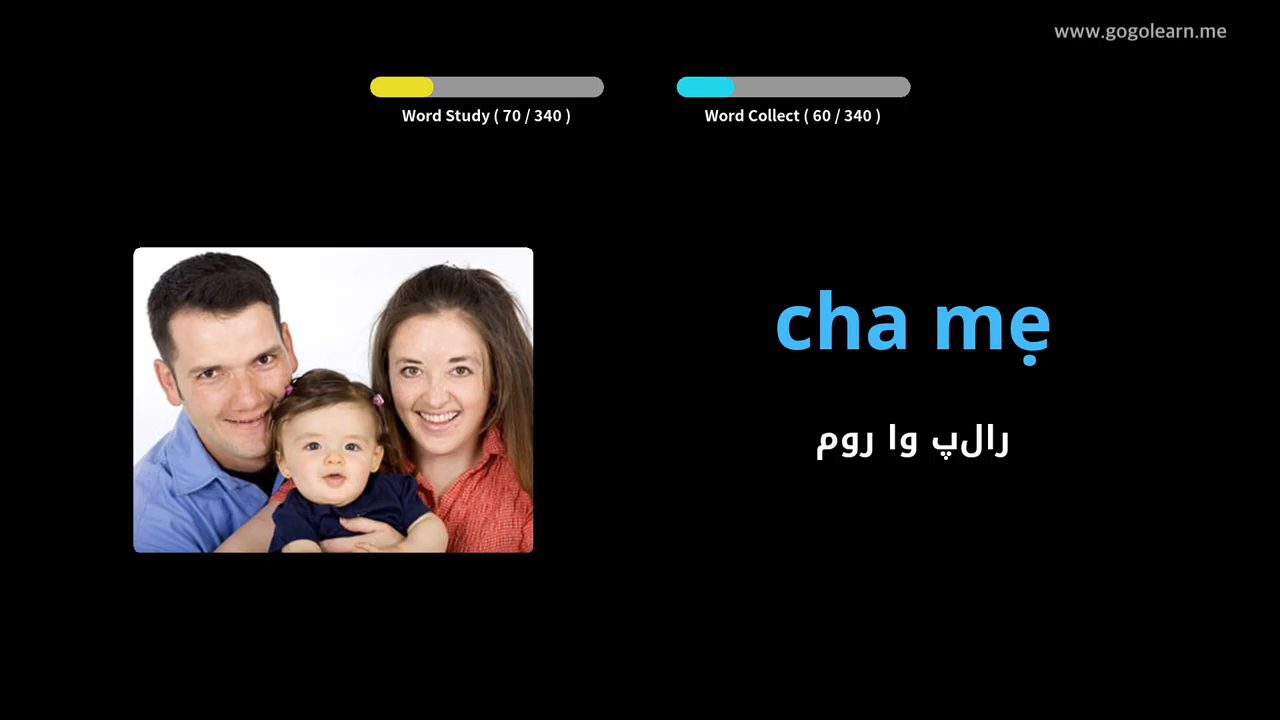 www.gogolearn.me
Word Study ( 70 / 340 )
Word Collect ( 60 / 340 )
cha mẹ
رالپ وا روم